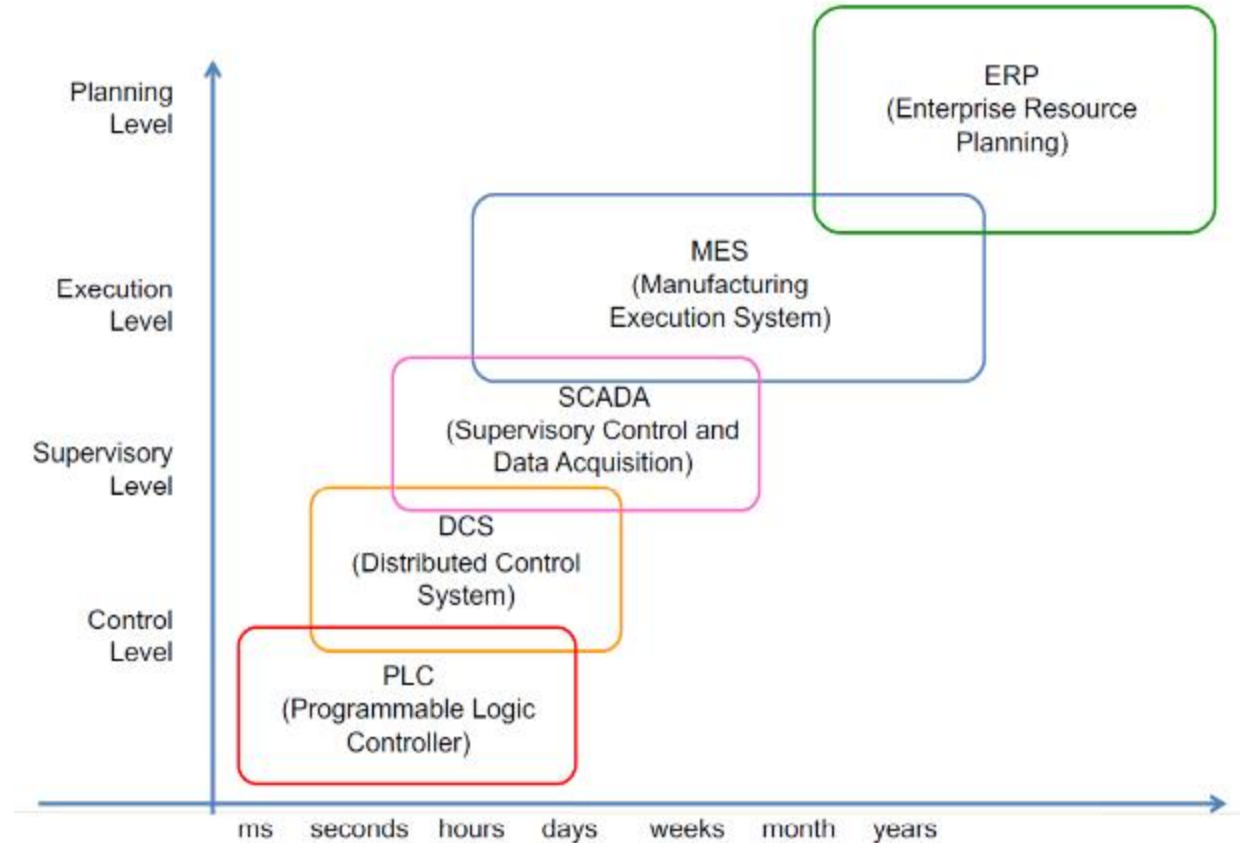 Planning
Level
ERP
(Enterprise Resource
Planning)
Execution
Level
MES
(Manufacturing
Execution System)
Supervisory
Level
SCADA
(Supervisory Control and
Data Acquisition)
DCS
(Distributed Control
System)
Control
Level
PLC
(Programmable Logic
Controller)
ms seconds hours days weeks month years